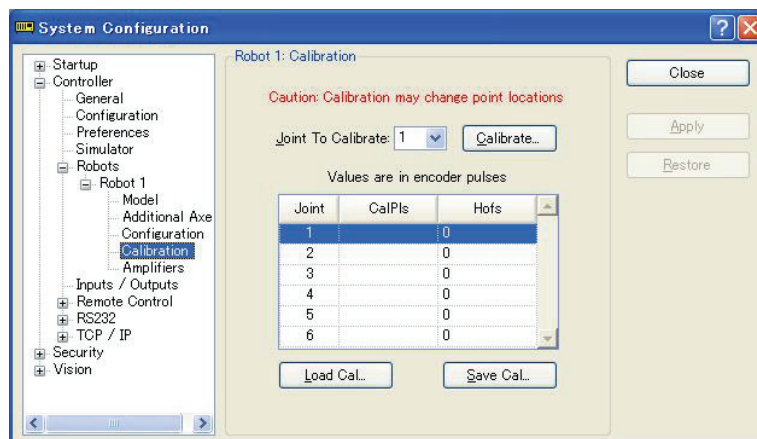 System Configuration
Startup
Controller
General
Configuration
Preferences
Simulator
Robots
Robot 1
Model
Additional Axe
Configuration
Calibration
Amplifiers
Inputs / Outputs
Remote Control
RS232
TCP / IP
Security
Vision
Robot 1: Calibration
Caution: Calibration may change point locations
Joint To Calibrate: 1 Calibrate...
Values are in encoder pulses
Joint CalPls Hofs
1 0
2 0
3 0
4 0
5 0
6 0
Load Cal... Save Cal...
Close
Apply
Restore